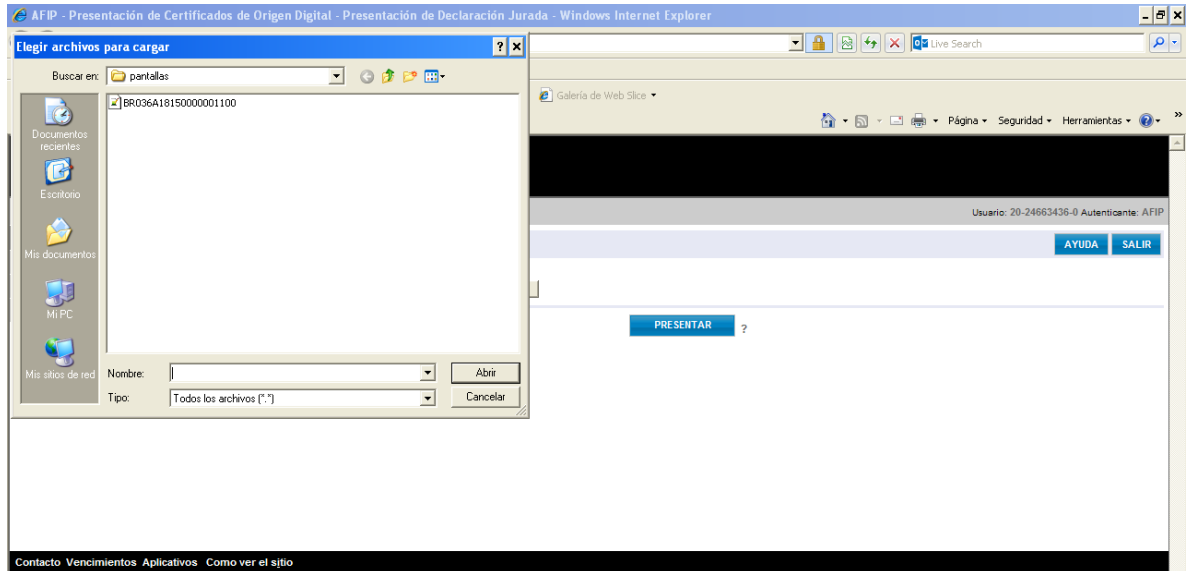 AFIP - Presentación de Certificados de Origen Digital - Presentación de Declaración Jurada - Windows Internet Explorer
Elegir archivos para cargar
Live Search
Buscar en: pantallas
Galería de Web Slice
BR036A18150000001100
Página Seguridad Herramientas »
Documentos recientes
Escritorio
Mis documentos
Mi PC
Mis sitios de red
Nombre: Abrir
Tipo: Todos los archivos (*.*) Cancelar
Usuario: 20-24663436-0 Autenticante: AFIP
AYUDA SALIR
PRESENTAR ?
Contacto Vencimientos Aplicativos Como ver el sitio